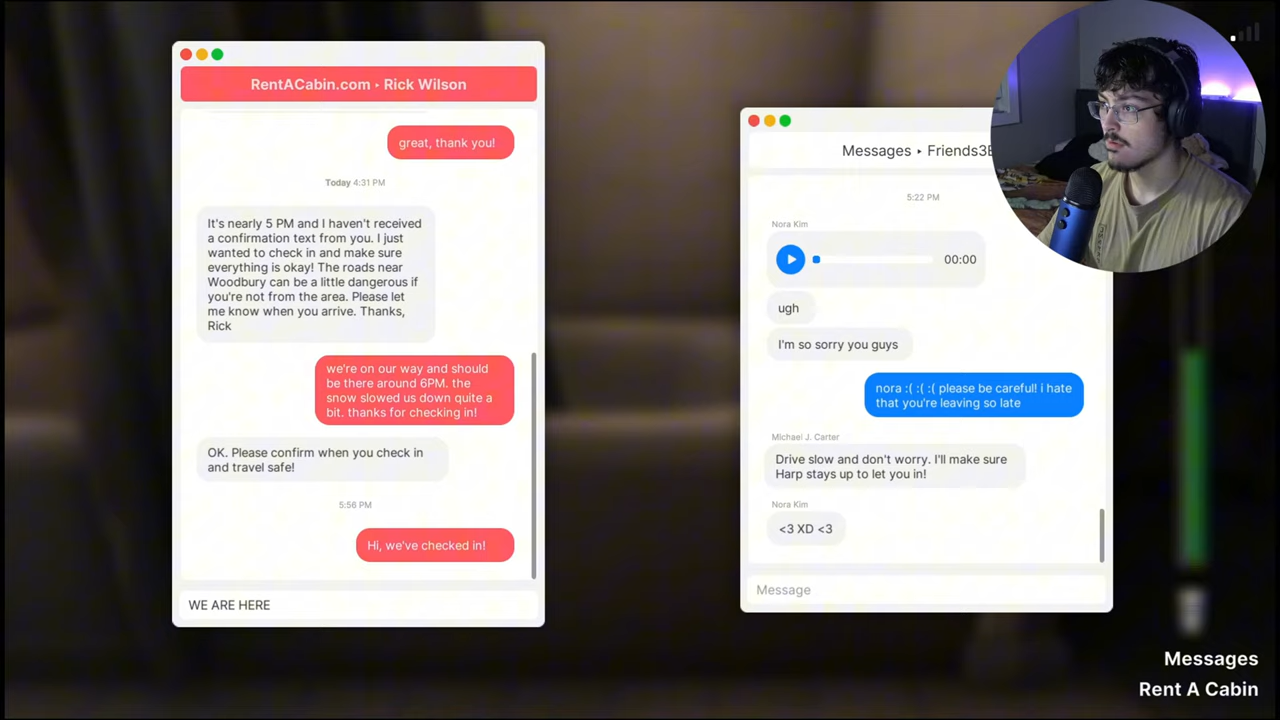 RentACabin.com ‣ Rick Wilson
great, thank you!
Today 4:31 PM
It's nearly 5 PM and I haven't received
a confirmation text from you. I just
wanted to check in and make sure
everything is okay! The roads near
Woodbury can be a little dangerous if
you're not from the area. Please let
me know when you arrive. Thanks,
Rick
we're on our way and should
be there around 6PM. the
snow slowed us down quite a
bit. thanks for checking in!
OK. Please confirm when you check in
and travel safe!
5:56 PM
Hi, we've checked in!
WE ARE HERE
Messages ‣ Friends3
5:22 PM
Nora Kim
00:00
ugh
I'm so sorry you guys
nora :( :( :( please be careful! i hate
that you're leaving so late
Michael J. Carter
Drive slow and don't worry. I'll make sure
Harp stays up to let you in!
Nora Kim
<3 XD <3
Message
Messages
Rent A Cabin